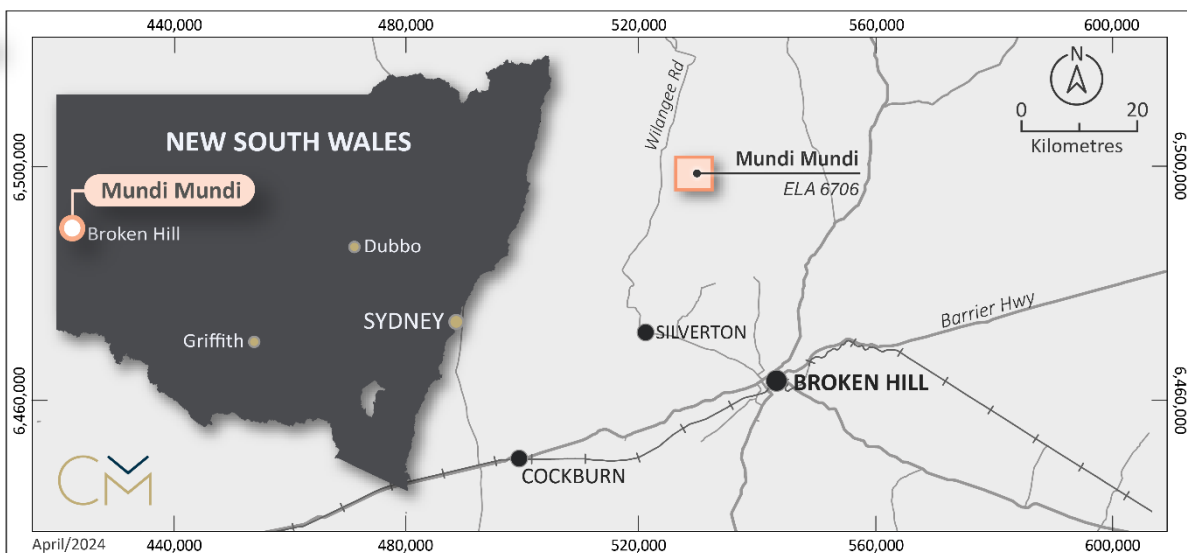 440,000
480,000
520,000
560,000
600,000
N
0
20
Kilometres
Wilangee Rd
NEW SOUTH WALES
Mundi Mundi
Broken Hill
Dubbo
SYDNEY
Griffith
6,500,000
6,460,000
Mundi Mundi
ELA 6706
6,500,000
6,460,000
SILVERTON
Barrier Hwy
BROKEN HILL
COCKBURN
CM
April/2024
440,000
480,000
520,000
560,000
600,000